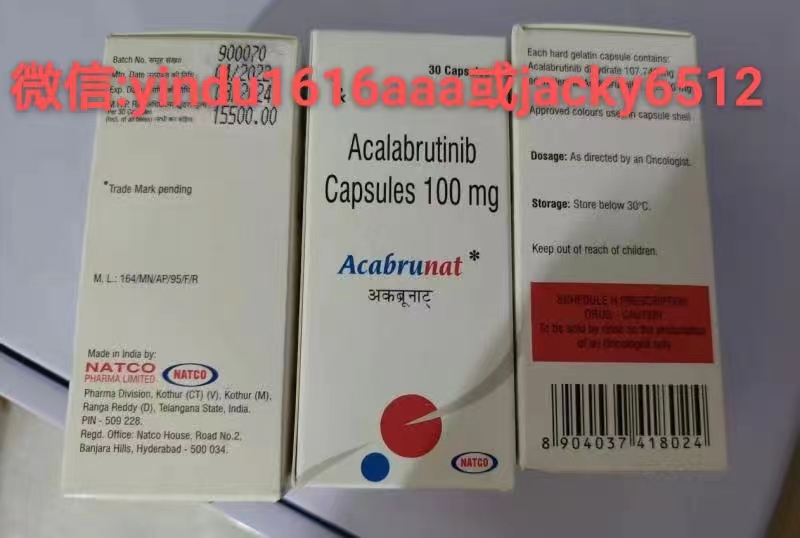 微信:yindu1616aaa或jacky6512
Batch No. समूह संख्या 900070
15500.00
*Trade Mark pending
M. L.: 164/MN/AP/95/F/R
Made in India by:
NATCO
PHARMA LIMITED
NATCO
Pharma Division, Kothur (CT) (V), Kothur (M),
Ranga Reddy (D), Telangana State, India.
PIN - 509 228.
Regd. Office: Natco House, Road No.2,
Banjara Hills, Hyderabad - 500 034.
30 Capsules
Acalabrutinib
Capsules 100 mg
Acabrunat*
अकब्रूनाट्
NATCO
Each hard gelatin capsule contains:
Acalabrutinib dihydrate
Approved colours used in capsule shell
Dosage: As directed by an Oncologist.
Storage: Store below 30°C.
Keep out of reach of children.
SCHEDULE H PRESCRIPTION
DRUG - CAUTION
To be sold by retail on the prescription
of an Oncologist only.
8 904037 418024